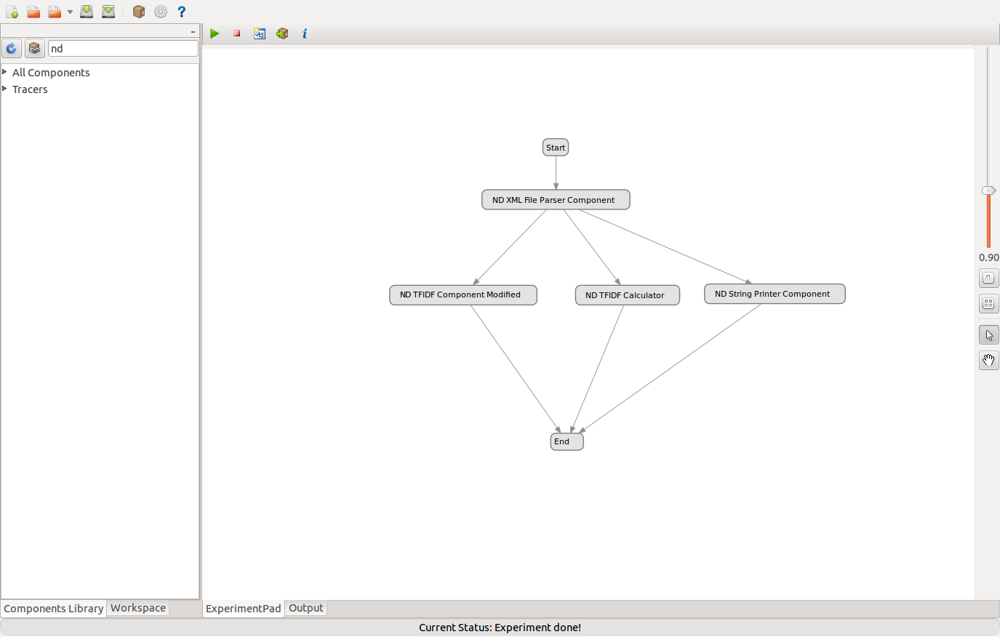 nd
All Components
Tracers
Start
ND XML File Parser Component
ND TFIDF Component Modified
ND TFIDF Calculator
ND String Printer Component
End
0.90
Components Library
Workspace
ExperimentPad
Output
Current Status: Experiment done!